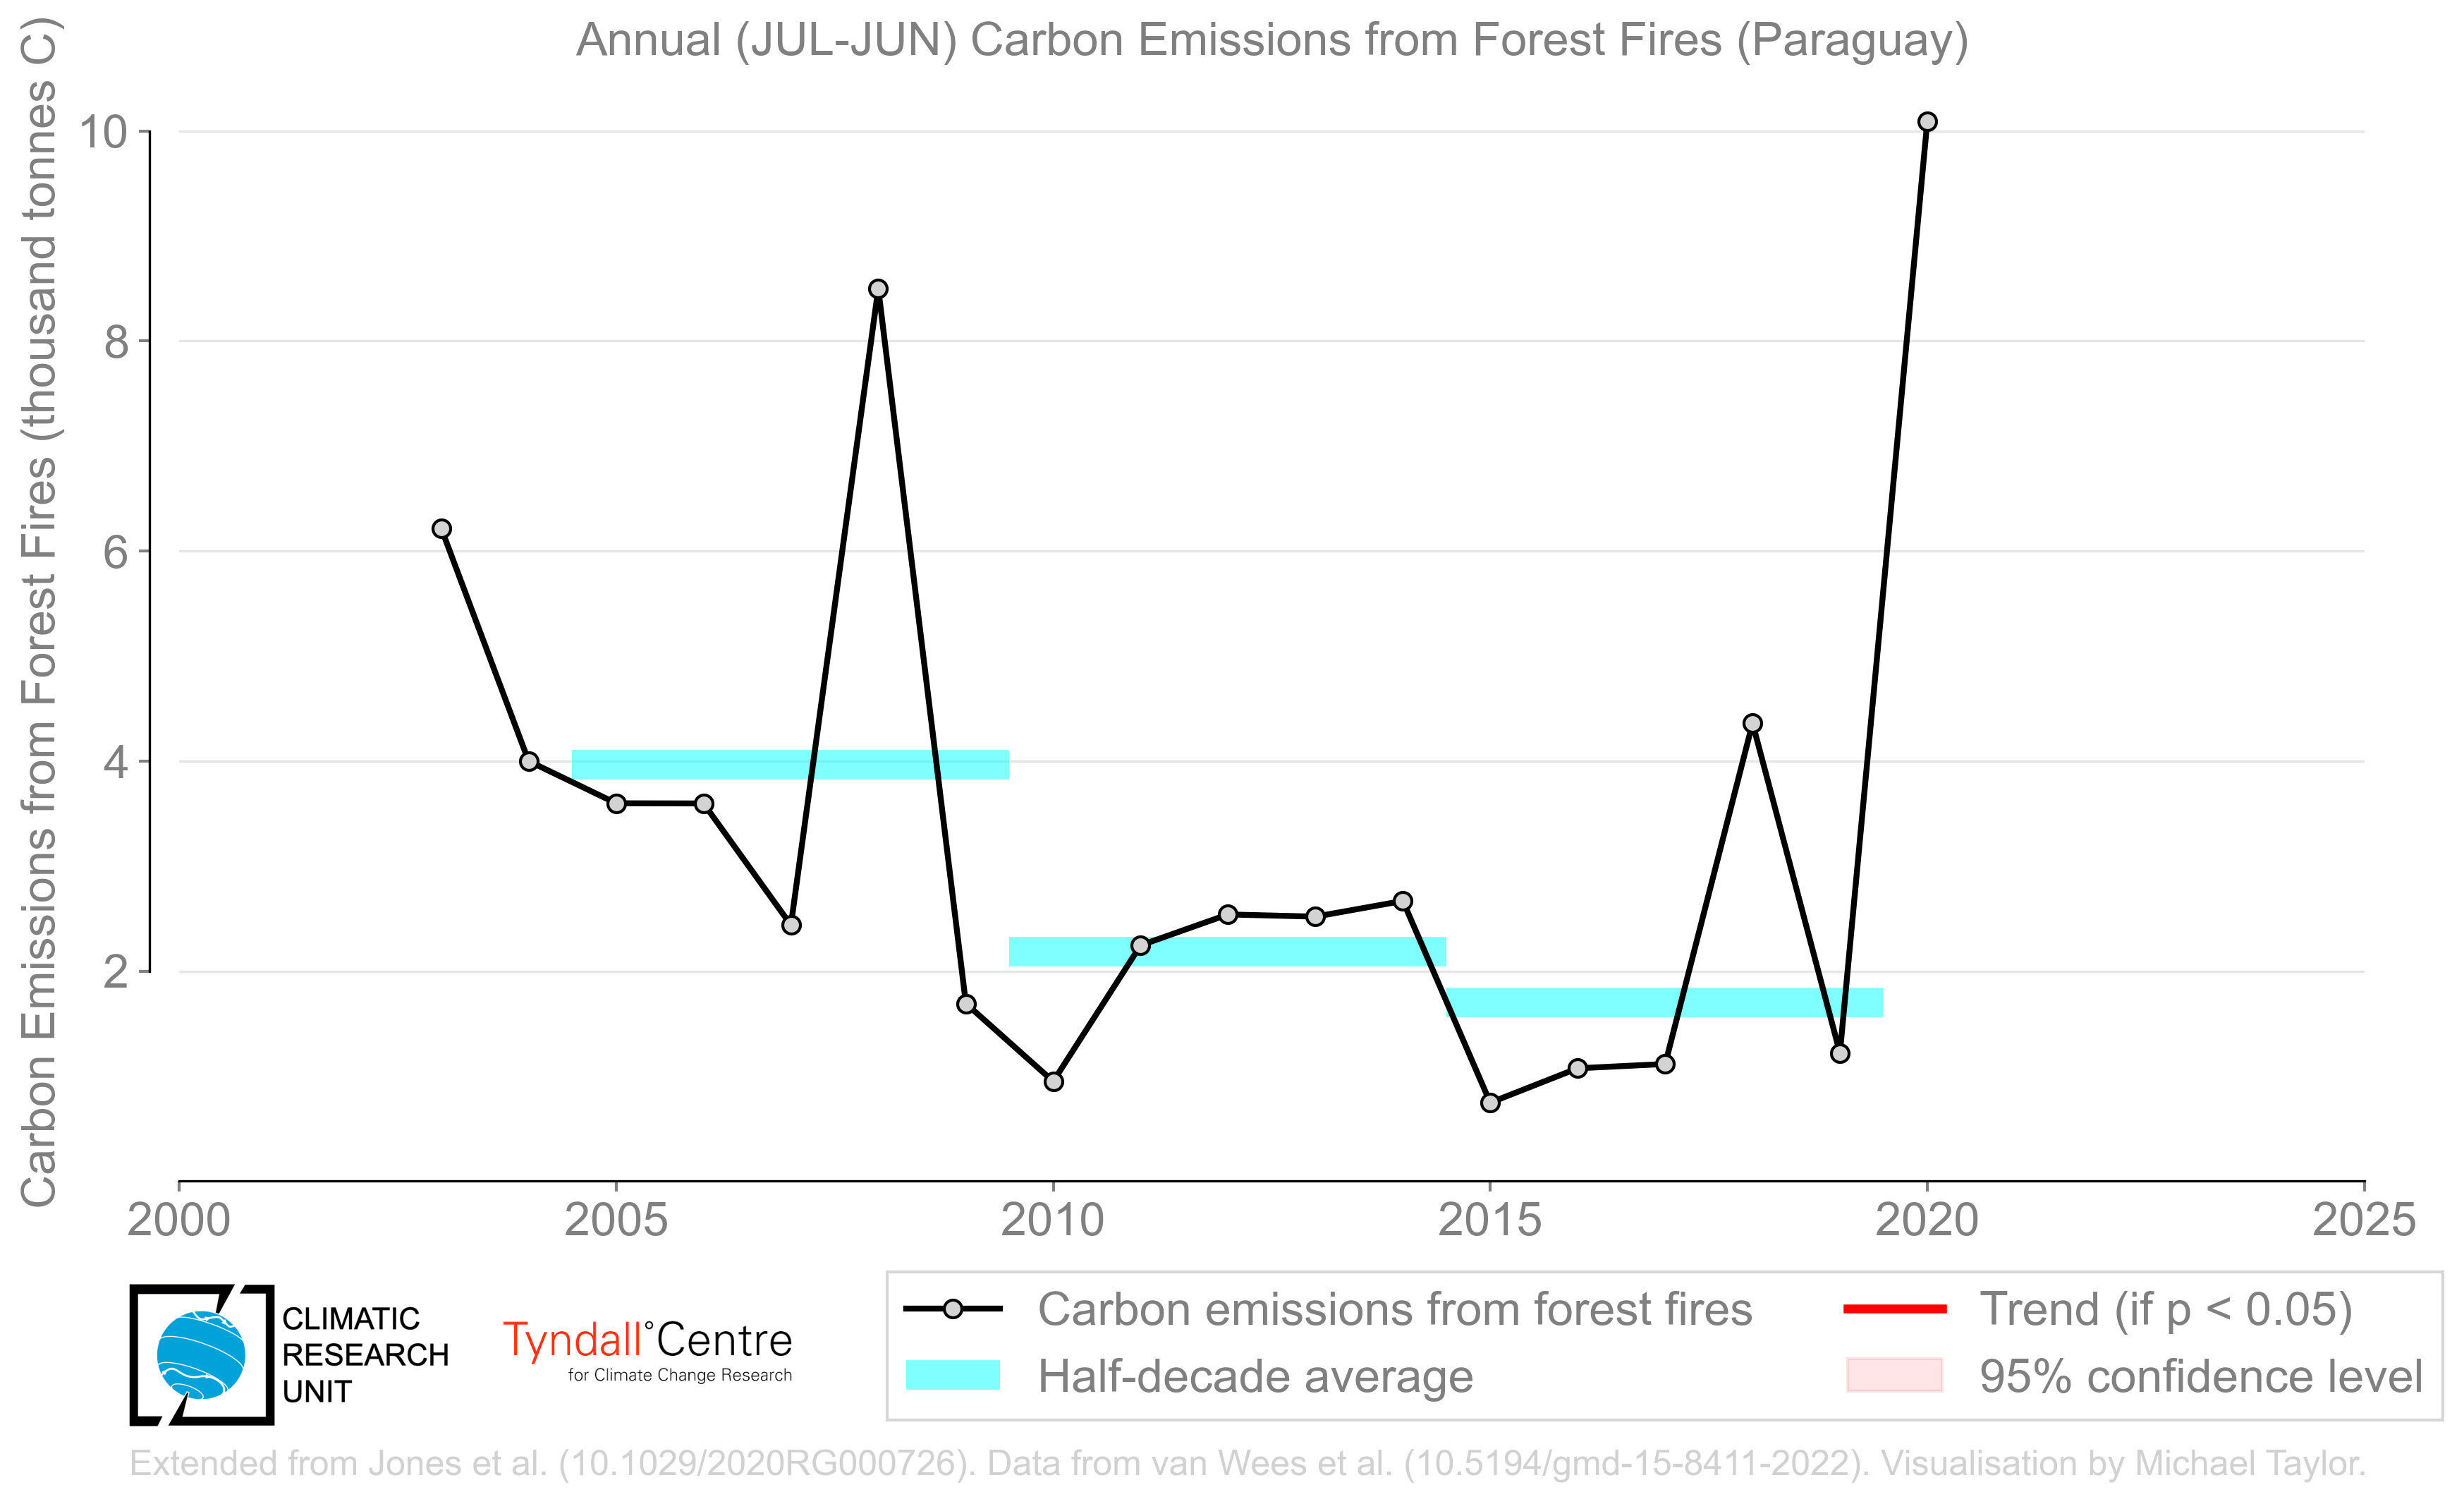 Annual (JUL-JUN) Carbon Emissions from Forest Fires (Paraguay)
Carbon Emissions from Forest Fires (thousand tonnes C)
10
8
6
4
2
2000 2005 2010 2015 2020 2025
CLIMATIC
RESEARCH
UNIT
Tyndall°Centre
for Climate Change Research
Carbon emissions from forest fires
Half-decade average
Trend (if p < 0.05)
95% confidence level
Extended from Jones et al. (10.1029/2020RG000726). Data from van Wees et al. (10.5194/gmd-15-8411-2022). Visualisation by Michael Taylor.